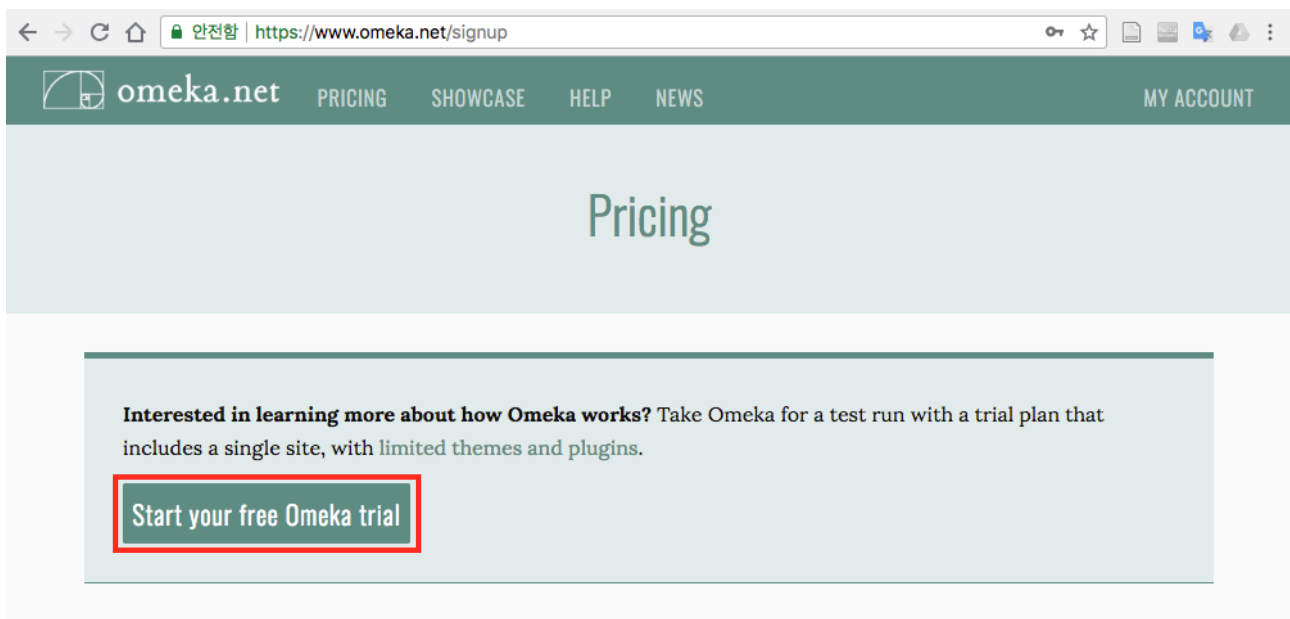 안전함 https://www.omeka.net/signup
omeka.net PRICING SHOWCASE HELP NEWS MY ACCOUNT
Pricing
Interested in learning more about how Omeka works? Take Omeka for a test run with a trial plan that
includes a single site, with limited themes and plugins.
Start your free Omeka trial